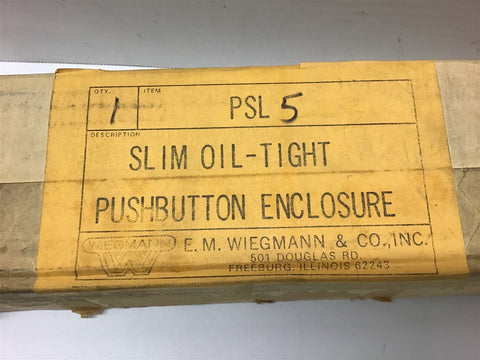 QTY. ITEM
1 PSL 5
DESCRIPTION
SLIM OIL-TIGHT
PUSHBUTTON ENCLOSURE
WIEGMANN E. M. WIEGMANN & CO., INC.
501 DOUGLAS RD.
FREEBURG, ILLINOIS 62243